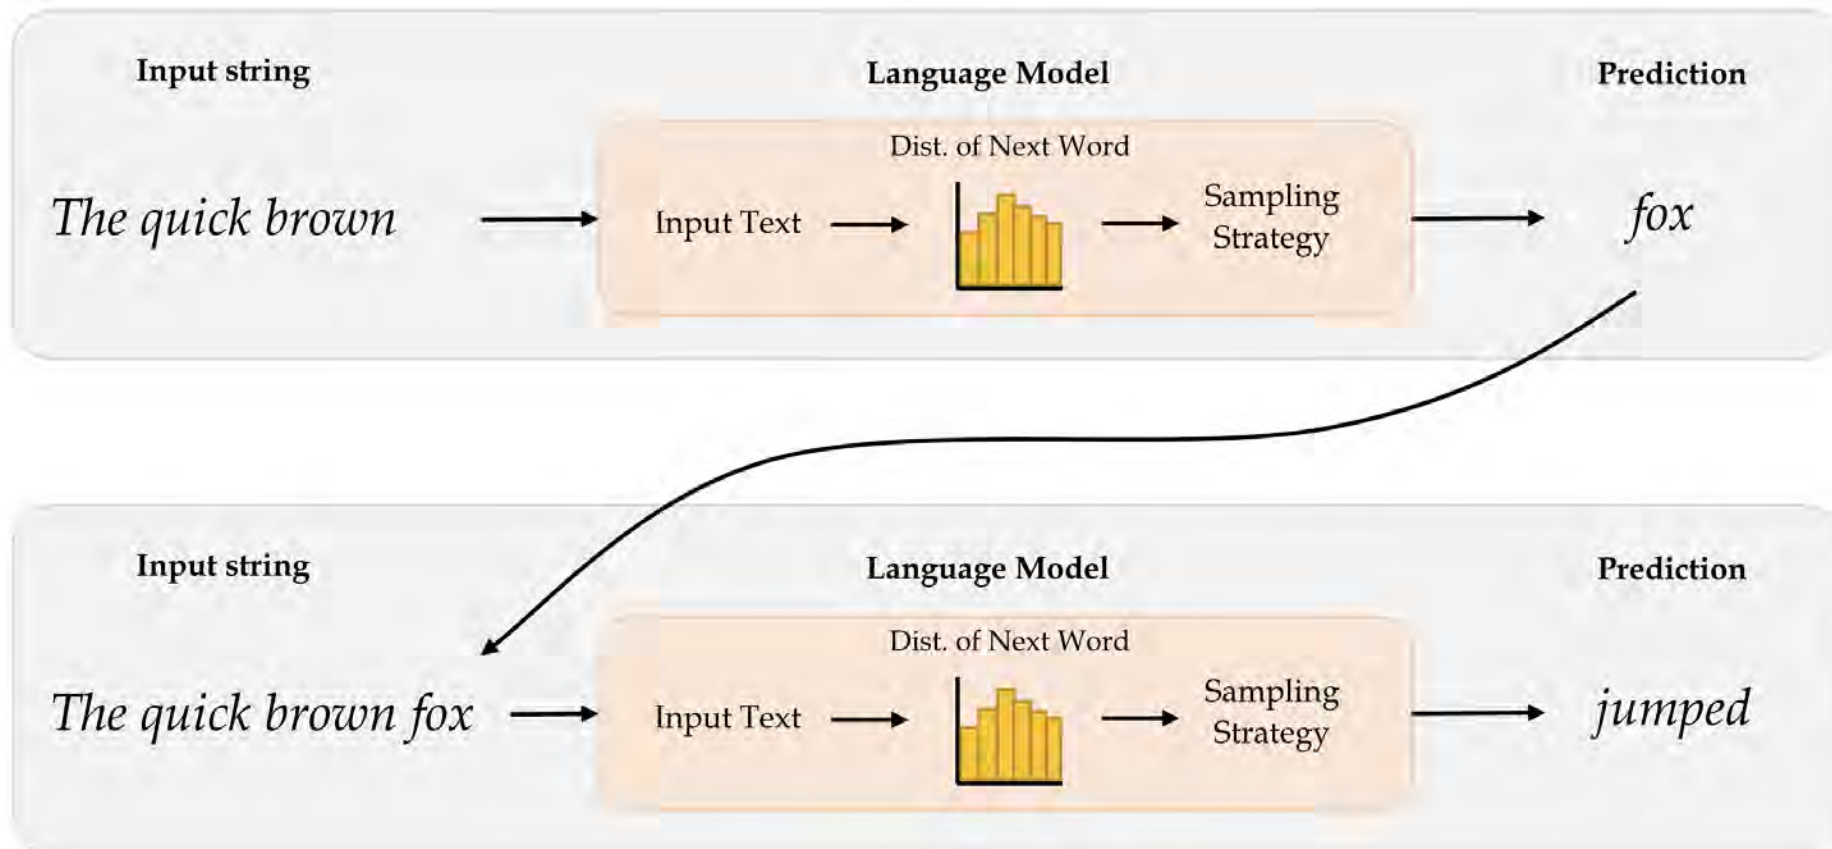 Input string
Language Model
Prediction
Dist. of Next Word
The quick brown
Input Text
Sampling
Strategy
fox
Input string
Language Model
Prediction
Dist. of Next Word
The quick brown fox
Input Text
Sampling
Strategy
jumped